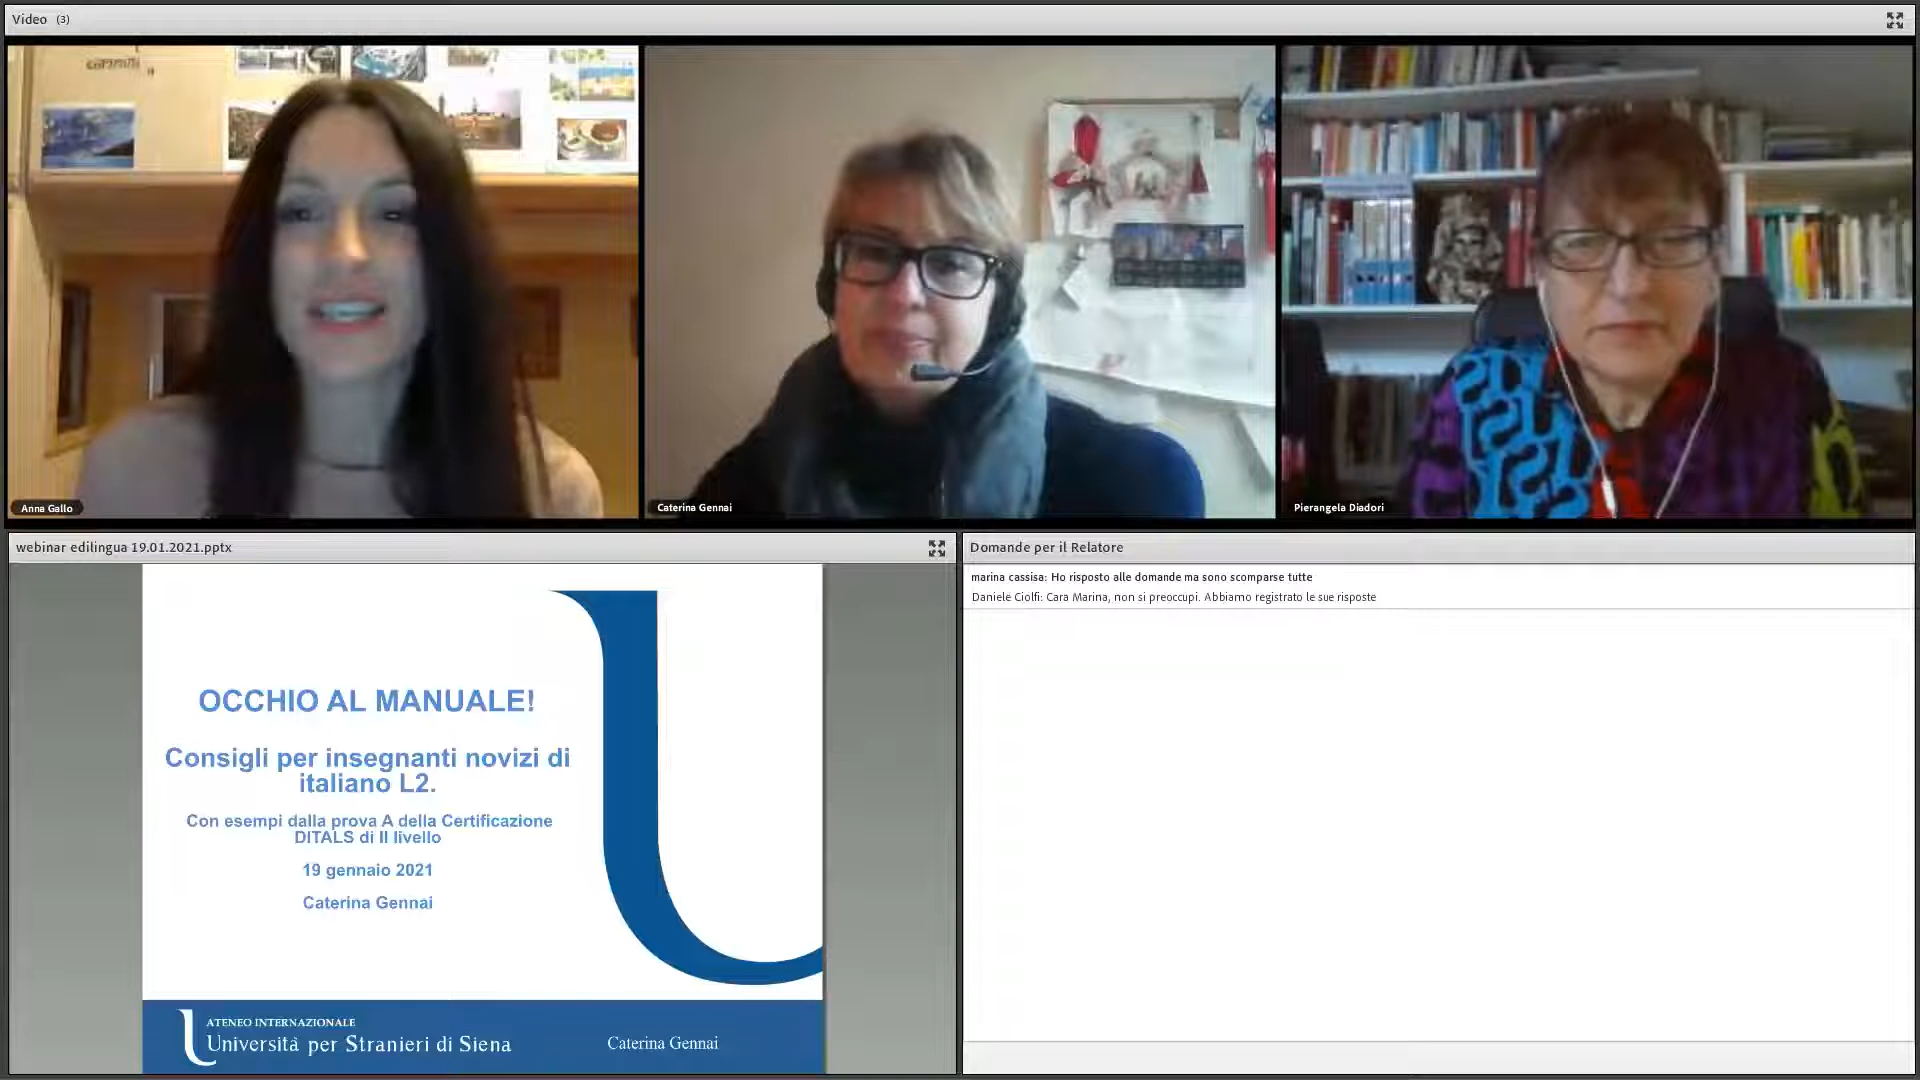 Video (3)
Anna Gallo
Caterina Gennai
Pierangela Diadori
webinar edilingua 19.01.2021.pptx
OCCHIO AL MANUALE!
Consigli per insegnanti novizi di
italiano L2.
Con esempi dalla prova A della Certificazione
DITALS di II livello
19 gennaio 2021
Caterina Gennai
ATENEO INTERNAZIONALE
Università per Stranieri di Siena
Caterina Gennai
Domande per il Relatore
marina cassisa: Ho risposto alle domande ma sono scomparse tutte
Daniele Ciolfi: Cara Marina, non si preoccupi. Abbiamo registrato le sue risposte